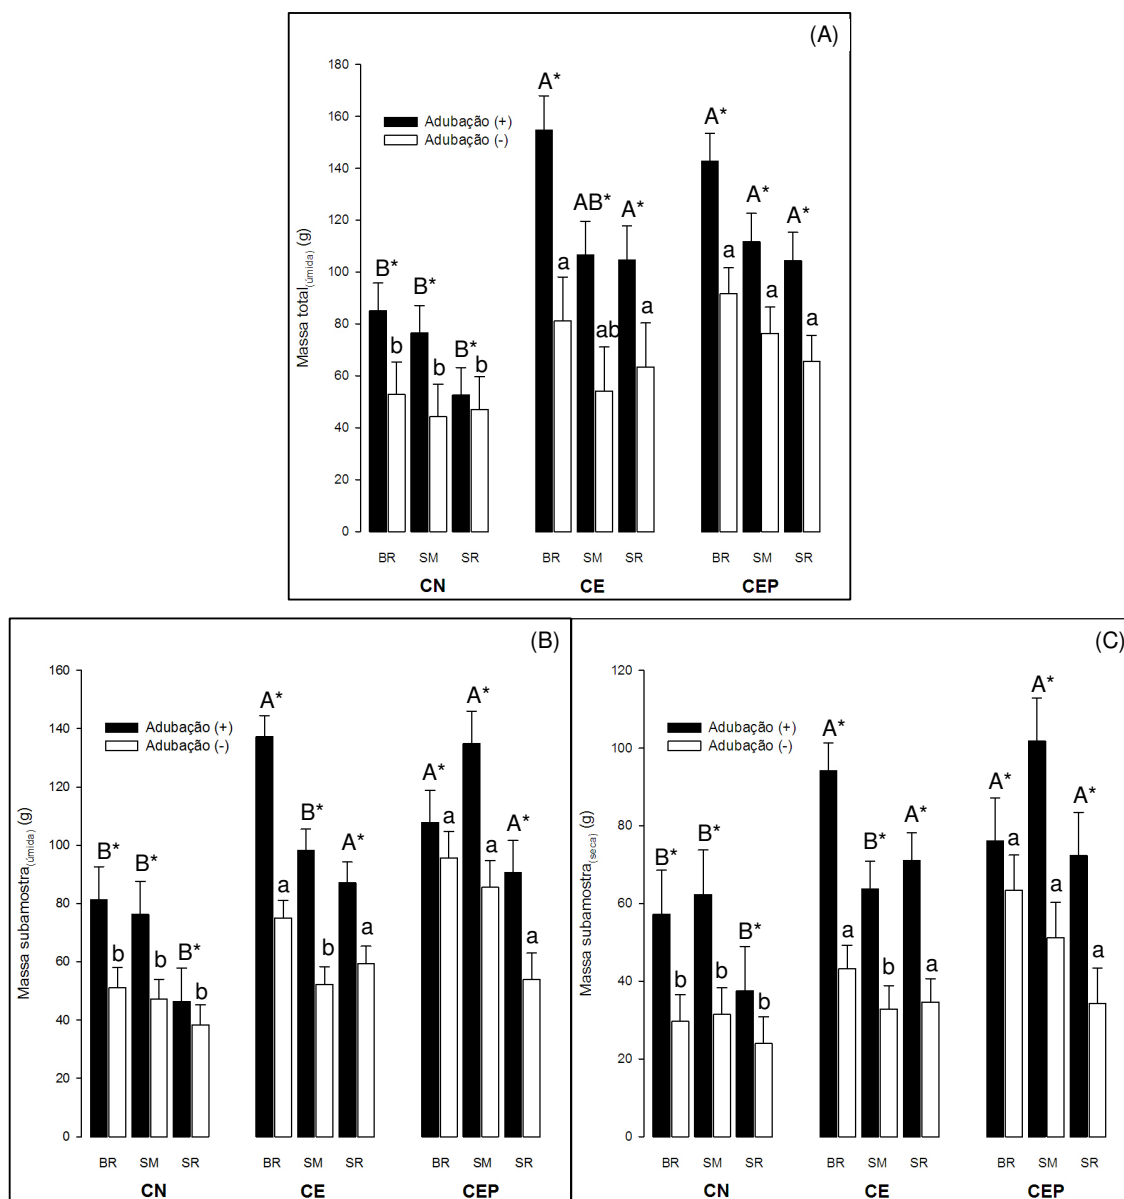 (A)
Massa total(úmida) (g)
180
160
140
120
100
80
60
40
20
0
Adubação (+)
Adubação (-)
B* b B* b B* b
A* a AB* ab A* a
A* a A* a A* a
BR SM SR BR SM SR BR SM SR
CN CE CEP
(B)
Massa subamostra(úmida) (g)
160
140
120
100
80
60
40
20
0
Adubação (+)
Adubação (-)
B* b B* b B* b
A* a B* b A* a
A* a A* a A* a
BR SM SR BR SM SR BR SM SR
CN CE CEP
(C)
Massa subamostra(seca) (g)
120
100
80
60
40
20
0
Adubação (+)
Adubação (-)
B* b B* b B* b
A* a B* b A* a
A* a A* a A* a
BR SM SR BR SM SR BR SM SR
CN CE CEP